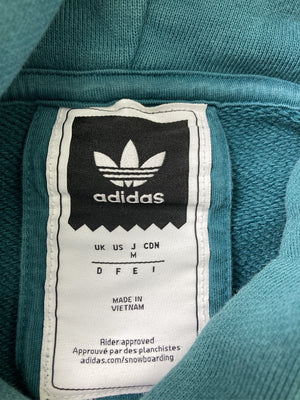 adidas
UK US J CDN
M
D F E I
MADE IN
VIETNAM
Rider approved
Approuvé par des planchistes
adidas.com/snowboarding